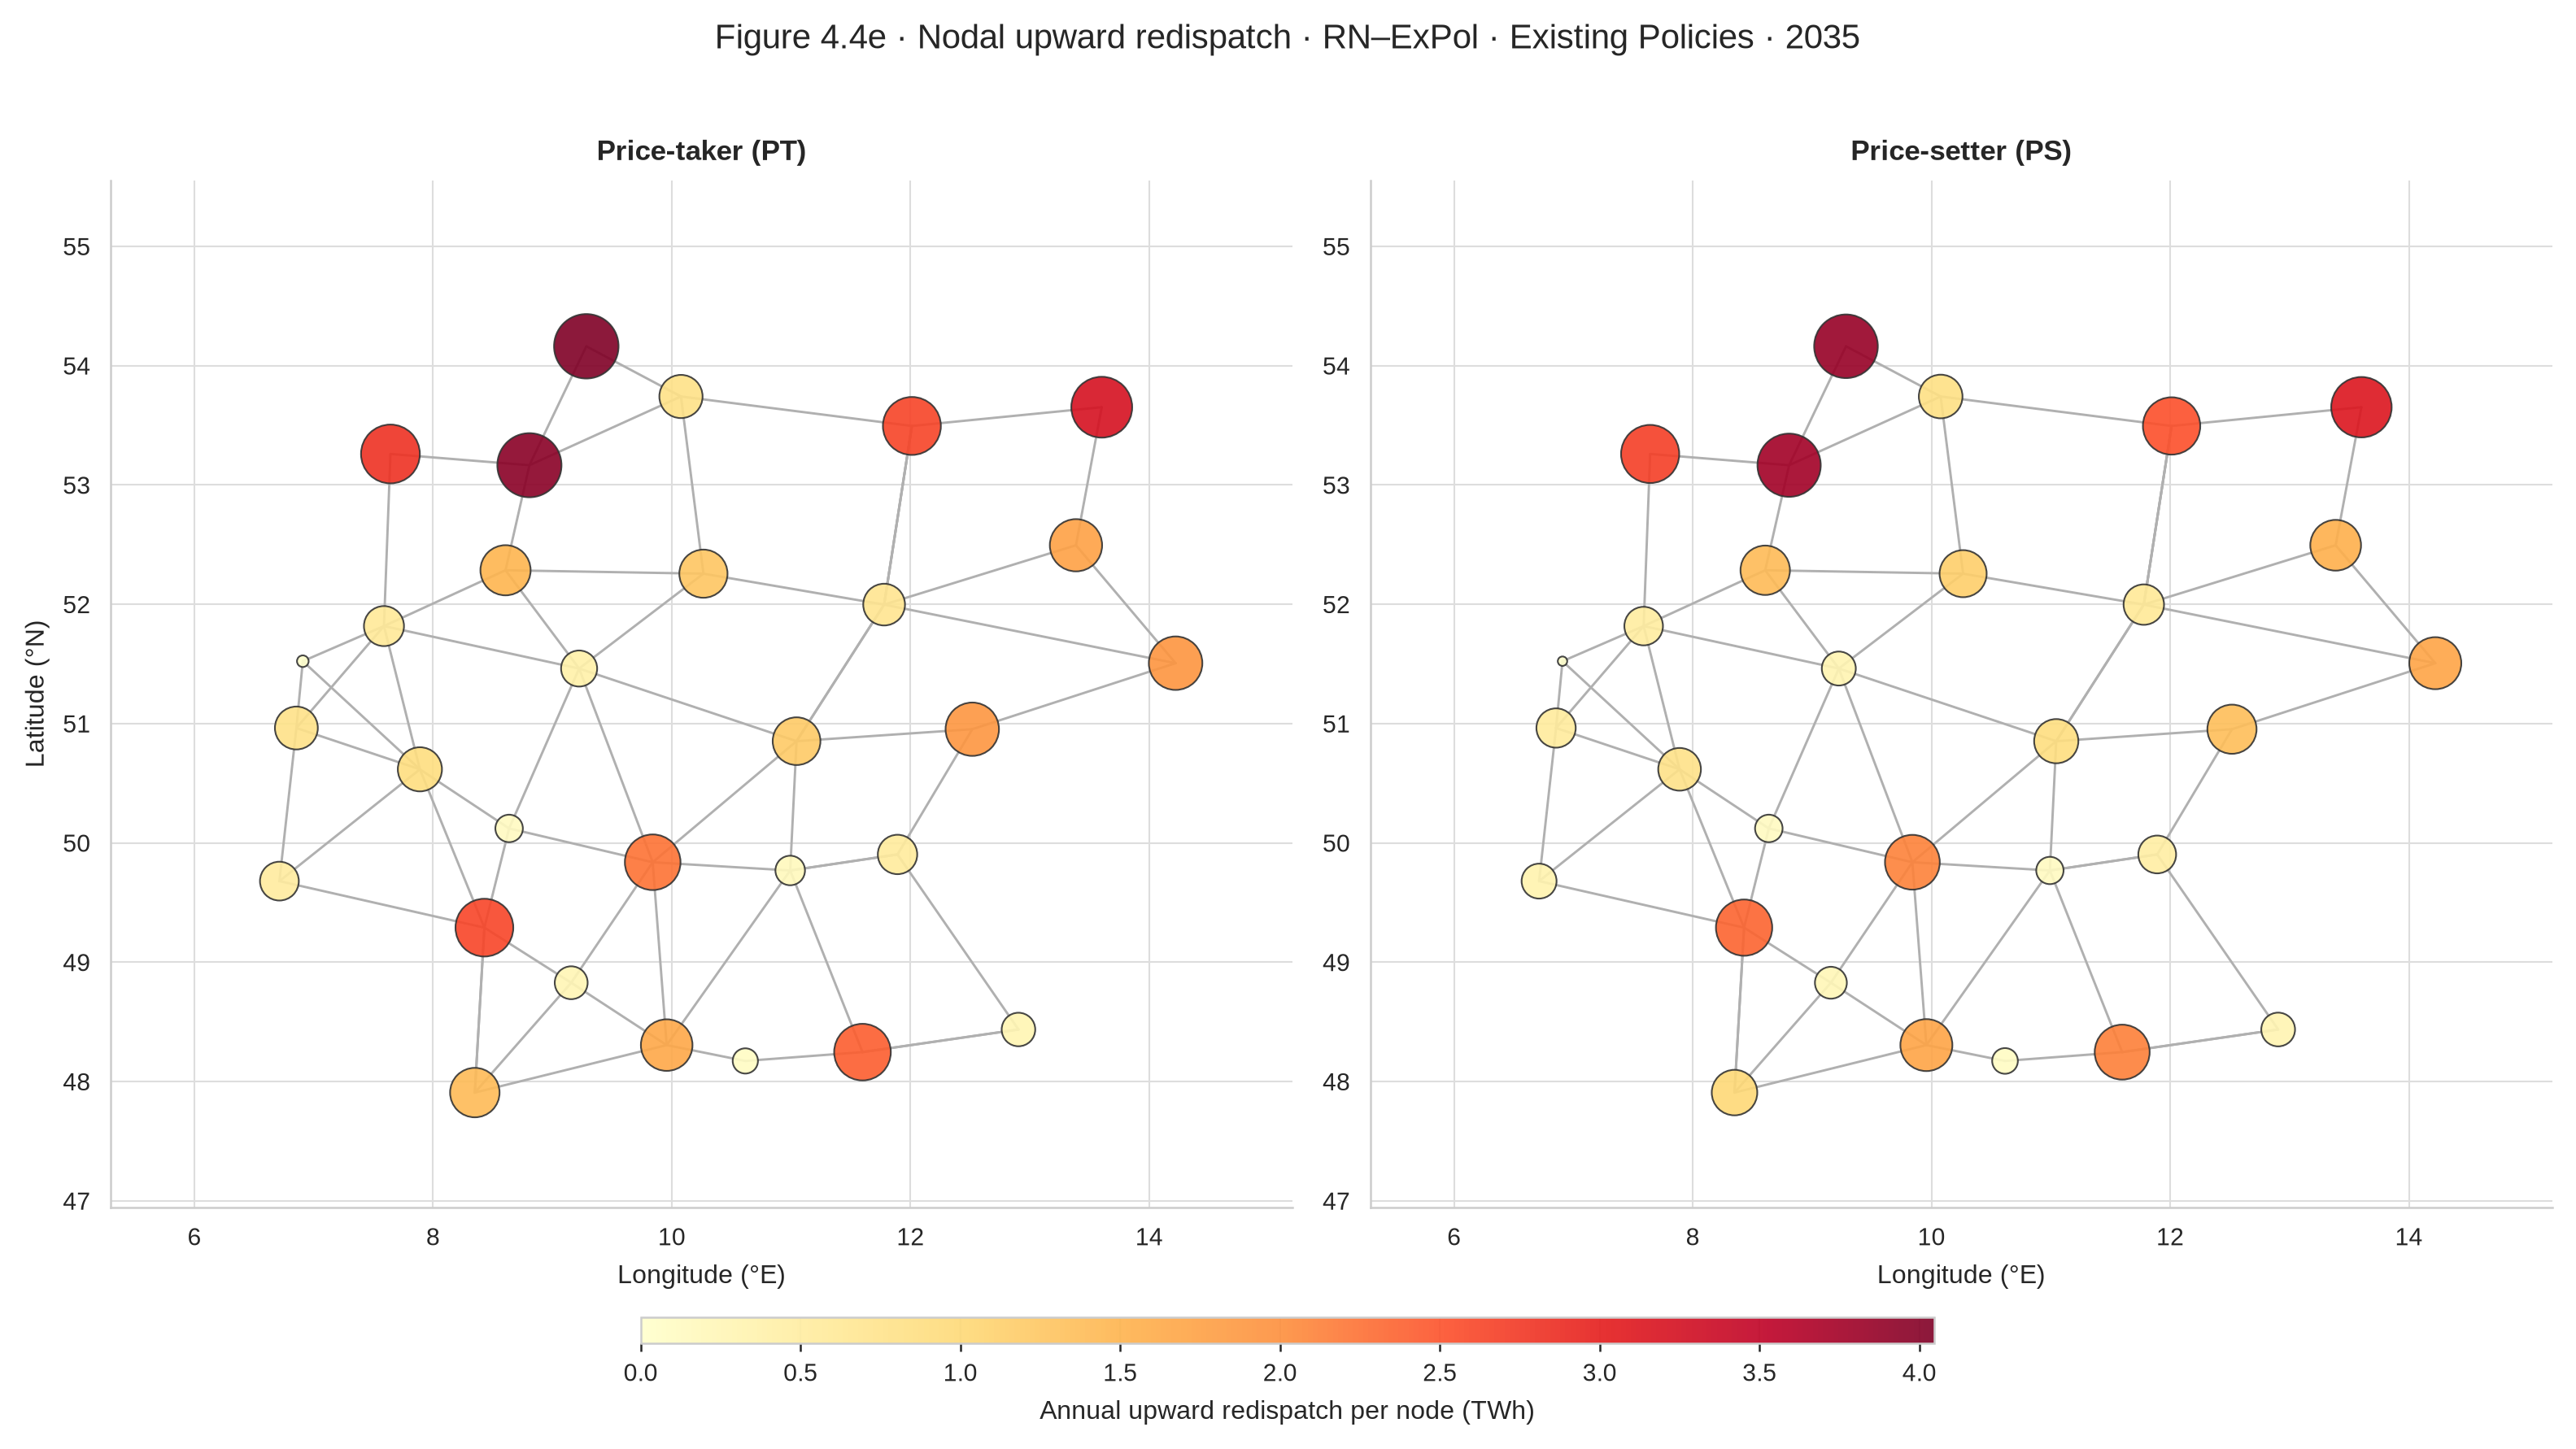 Figure 4.4e · Nodal upward redispatch · RN–ExPol · Existing Policies · 2035
Price-taker (PT)
Price-setter (PS)
Latitude (°N)
55
54
53
52
51
50
49
48
47
6 8 10 12 14
Longitude (°E)
55
54
53
52
51
50
49
48
47
6 8 10 12 14
Longitude (°E)
0.0 0.5 1.0 1.5 2.0 2.5 3.0 3.5 4.0
Annual upward redispatch per node (TWh)